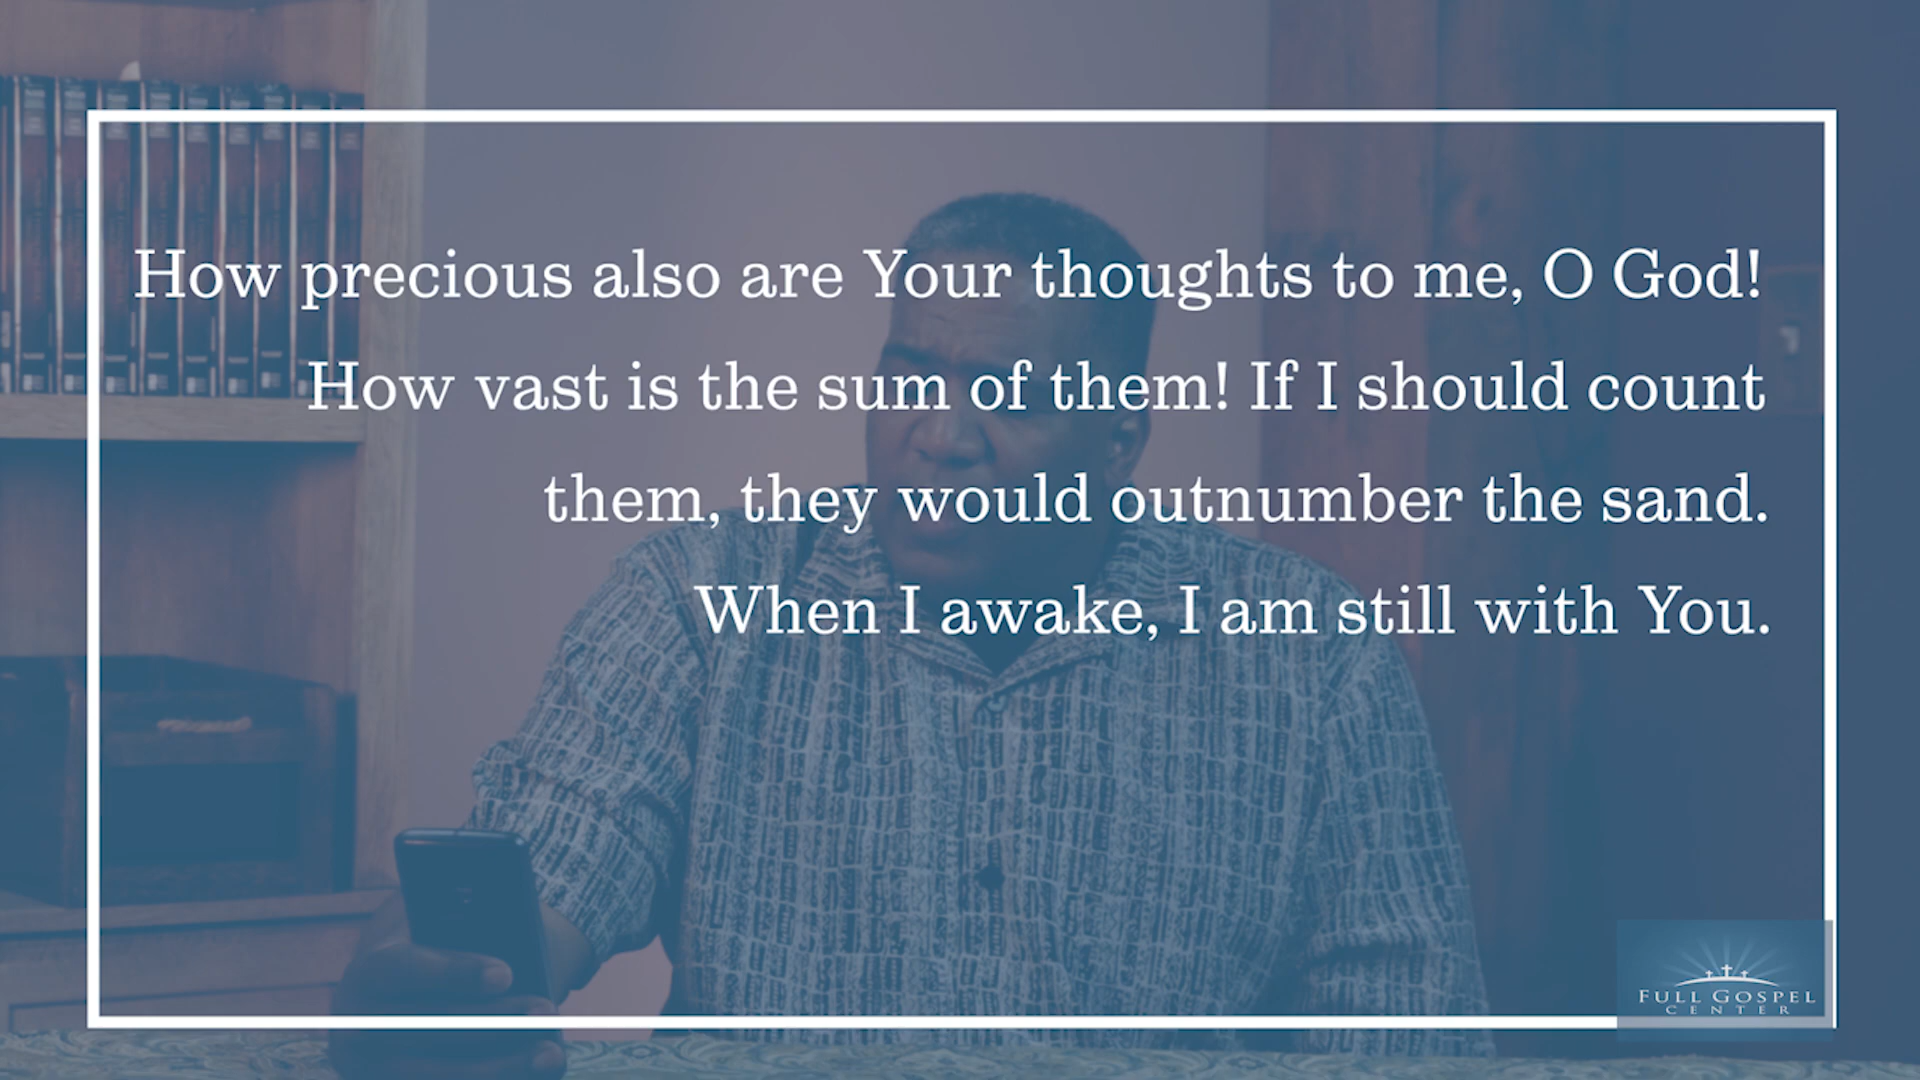 How precious also are Your thoughts to me, O God!
How vast is the sum of them! If I should count
them, they would outnumber the sand.
When I awake, I am still with You.
FULL GOSPEL
CENTER